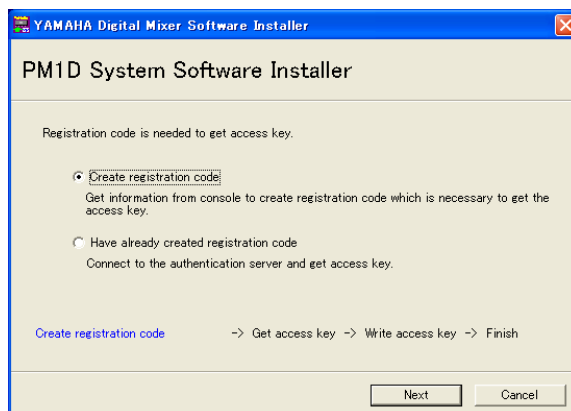 YAMAHA Digital Mixer Software Installer
PM1D System Software Installer
Registration code is needed to get access key.
Create registration code
Get information from console to create registration code which is necessary to get the
access key.
Have already created registration code
Connect to the authentication server and get access key.
Create registration code -> Get access key -> Write access key -> Finish
Next Cancel